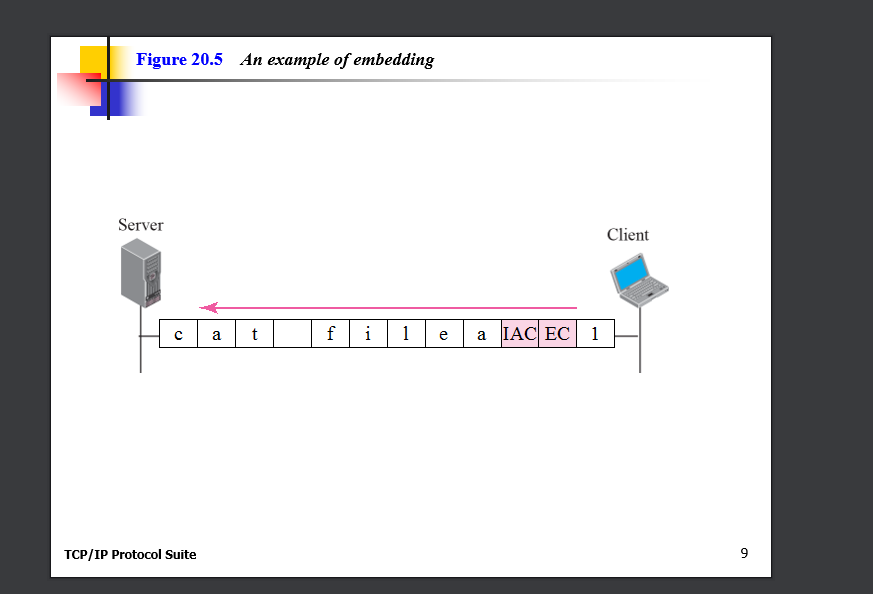 Figure 20.5 An example of embedding
Server
Client
c a t f i l e a IAC EC 1
TCP/IP Protocol Suite
9